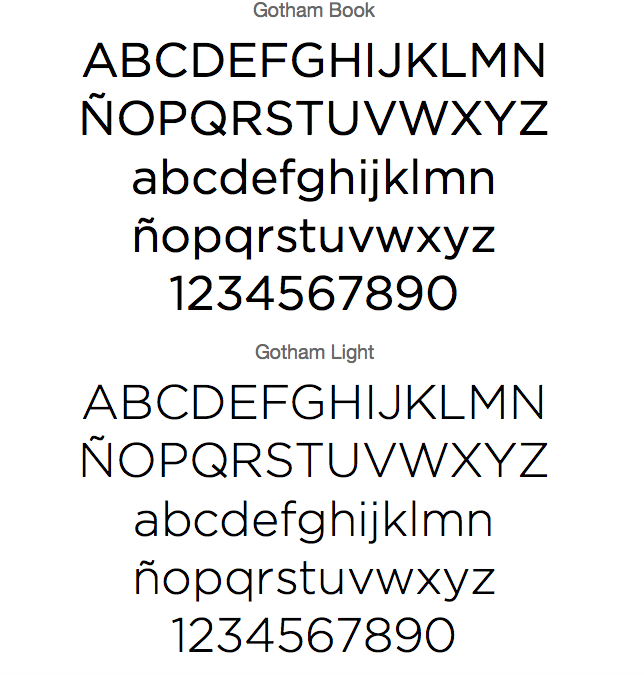 Gotham Book
ABCDEFGHIJKLMN
ÑOPQRSTUVWXYZ
abcdefghijklmn
ñopqrstuvwxyz
1234567890
Gotham Light
ABCDEFGHIJKLMN
ÑOPQRSTUVWXYZ
abcdefghijklmn
ñopqrstuvwxyz
1234567890